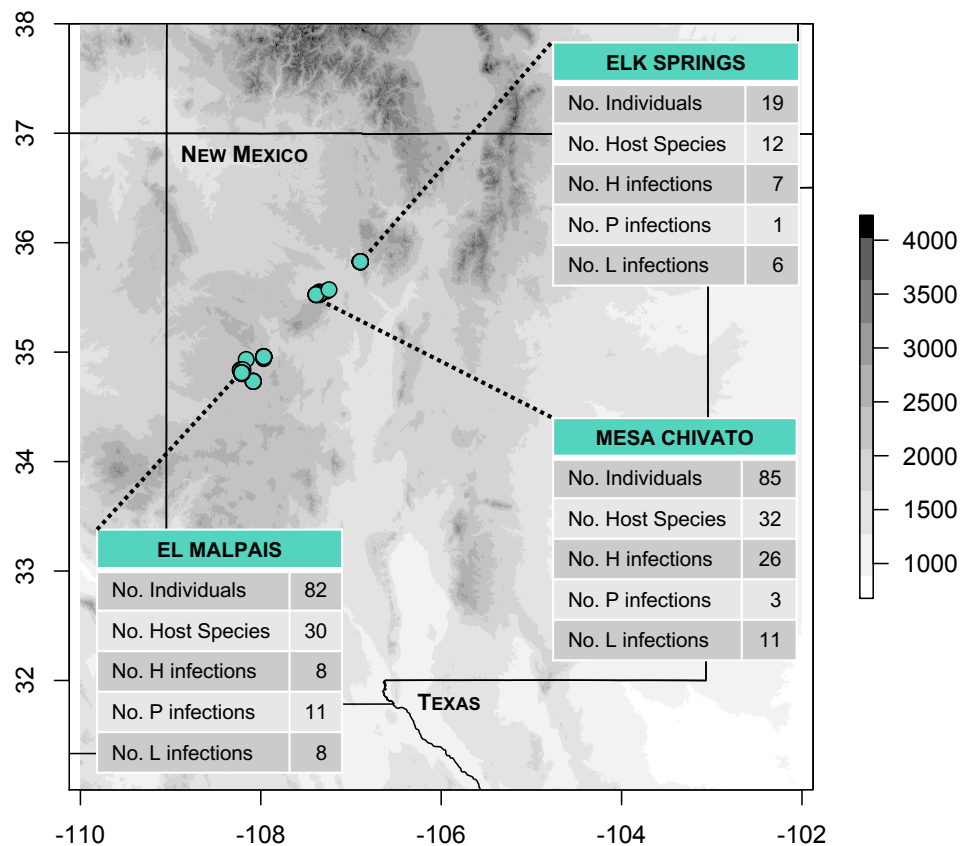 38
37
36
35
34
33
32
-110
-108
-106
-104
-102
NEW MEXICO
TEXAS
ELK SPRINGS
No. Individuals 19
No. Host Species 12
No. H infections 7
No. P infections 1
No. L infections 6
MESA CHIVATO
No. Individuals 85
No. Host Species 32
No. H infections 26
No. P infections 3
No. L infections 11
EL MALPAIS
No. Individuals 82
No. Host Species 30
No. H infections 8
No. P infections 11
No. L infections 8
4000
3500
3000
2500
2000
1500
1000